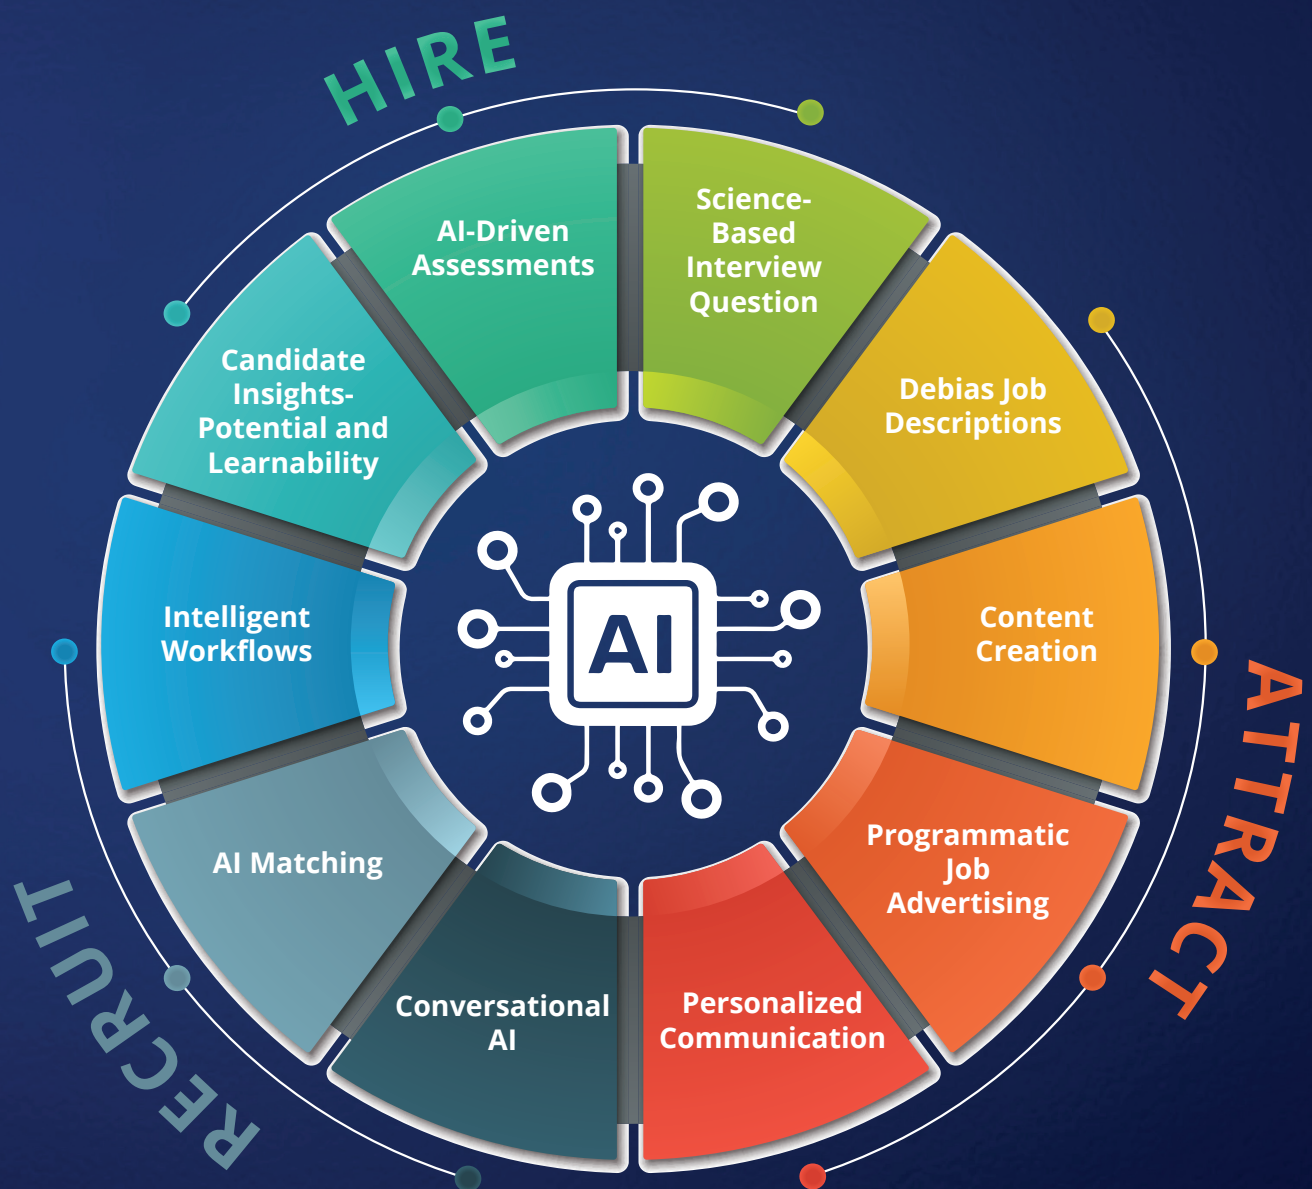 HIRE
Science-
Based
Interview
Question
AI-Driven
Assessments
Debias Job
Descriptions
Candidate
Insights-
Potential and
Learnability
Content
Creation
Intelligent
Workflows
AI
ATTRACT
Programmatic
Job
Advertising
AI Matching
RECRUIT
Personalized
Communication
Conversational
AI